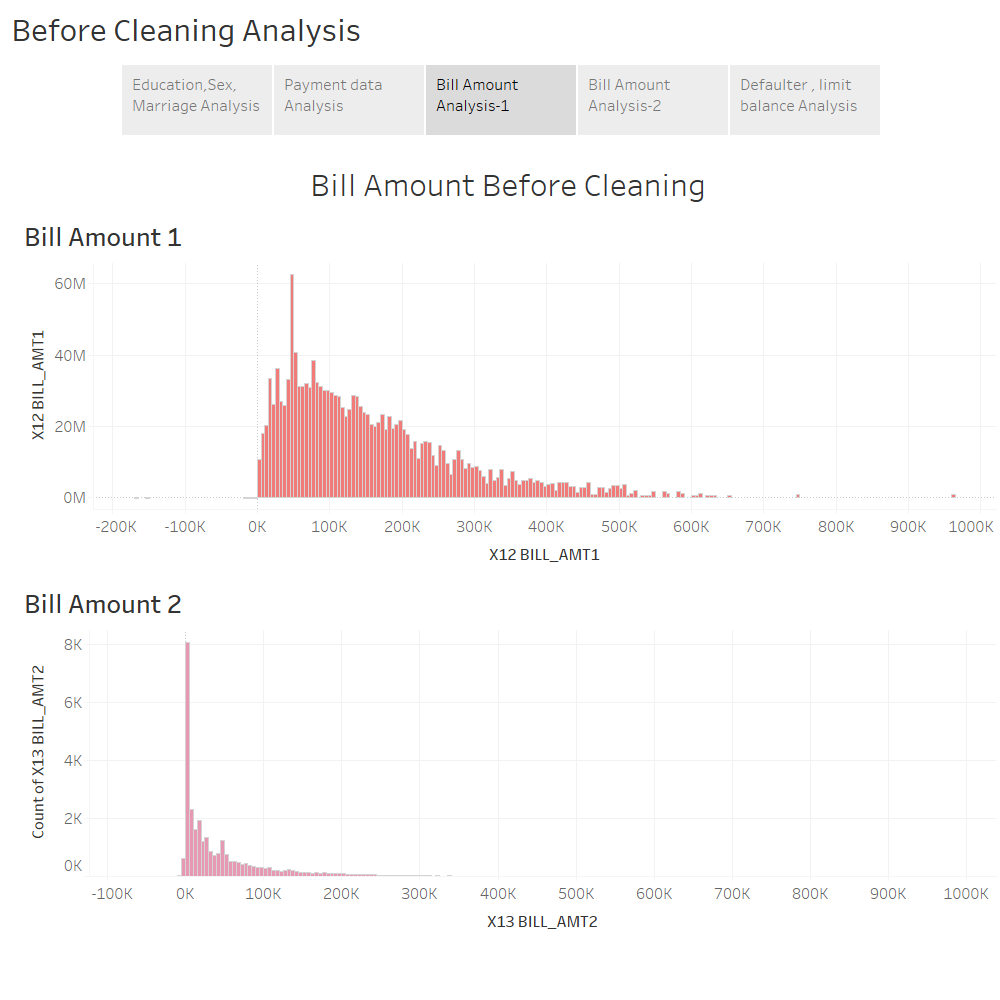 Before Cleaning Analysis
Education,Sex,
Marriage Analysis
Payment data
Analysis
Bill Amount
Analysis-1
Bill Amount
Analysis-2
Defaulter , limit
balance Analysis
Bill Amount Before Cleaning
Bill Amount 1
X12 BILL_AMT1
60M
40M
20M
0M
-200K -100K 0K 100K 200K 300K 400K 500K 600K 700K 800K 900K 1000K
X12 BILL_AMT1
Bill Amount 2
Count of X13 BILL_AMT2
8K
6K
4K
2K
0K
-100K 0K 100K 200K 300K 400K 500K 600K 700K 800K 900K 1000K
X13 BILL_AMT2